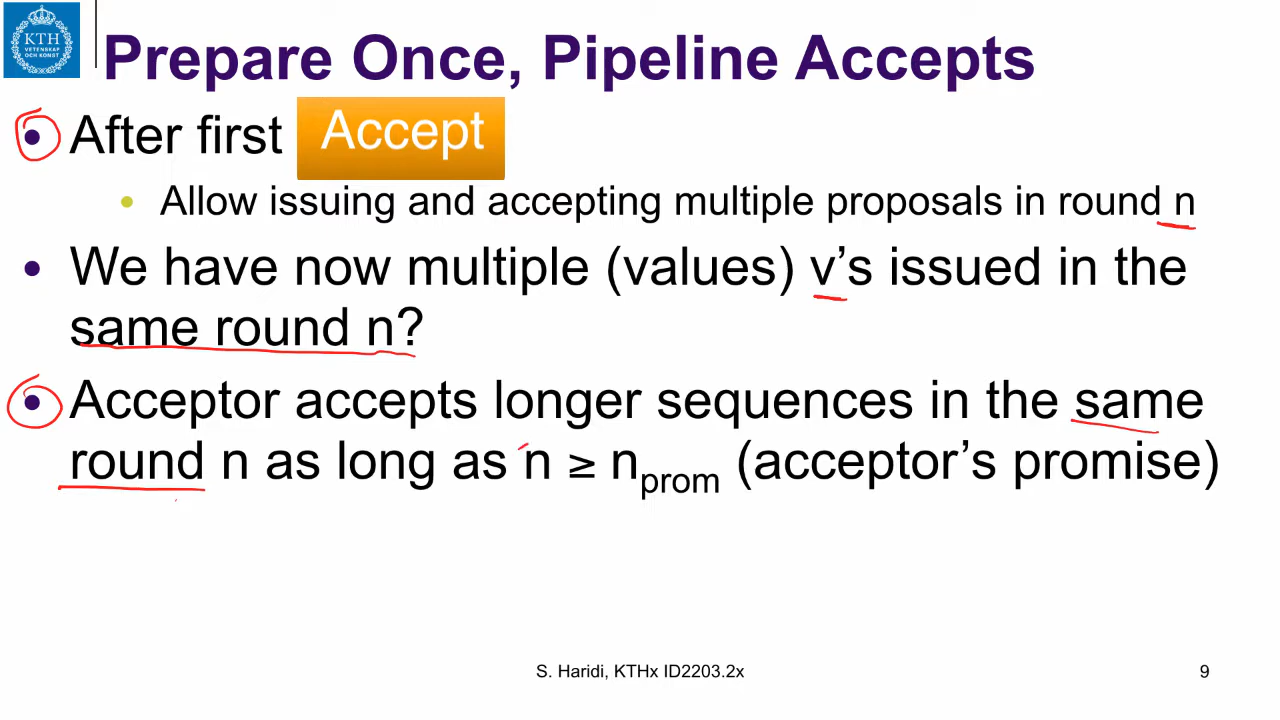 KTH
VETENSKAP
OCH KONST
Prepare Once, Pipeline Accepts
• After first Accept
• Allow issuing and accepting multiple proposals in round n
• We have now multiple (values) v’s issued in the
same round n?
• Acceptor accepts longer sequences in the same
round n as long as n ≥ nprom (acceptor’s promise)
S. Haridi, KTHx ID2203.2x
9